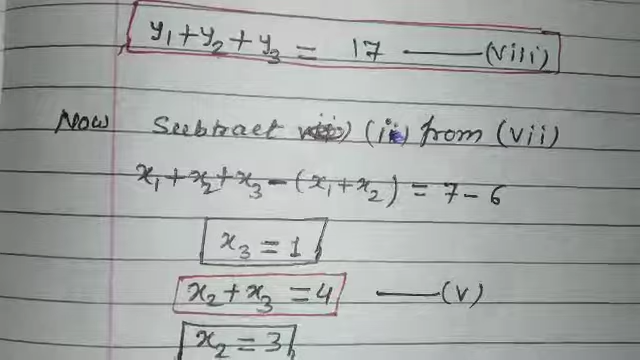 y₁ + y₂ + y₃ = 17 —— (viii)
Now Subtract (ii) from (vii)
x₁ + x₂ + x₃ - (x₁ + x₂) = 7 - 6
x₃ = 1
x₂ + x₃ = 4 —— (v)
x₂ = 3